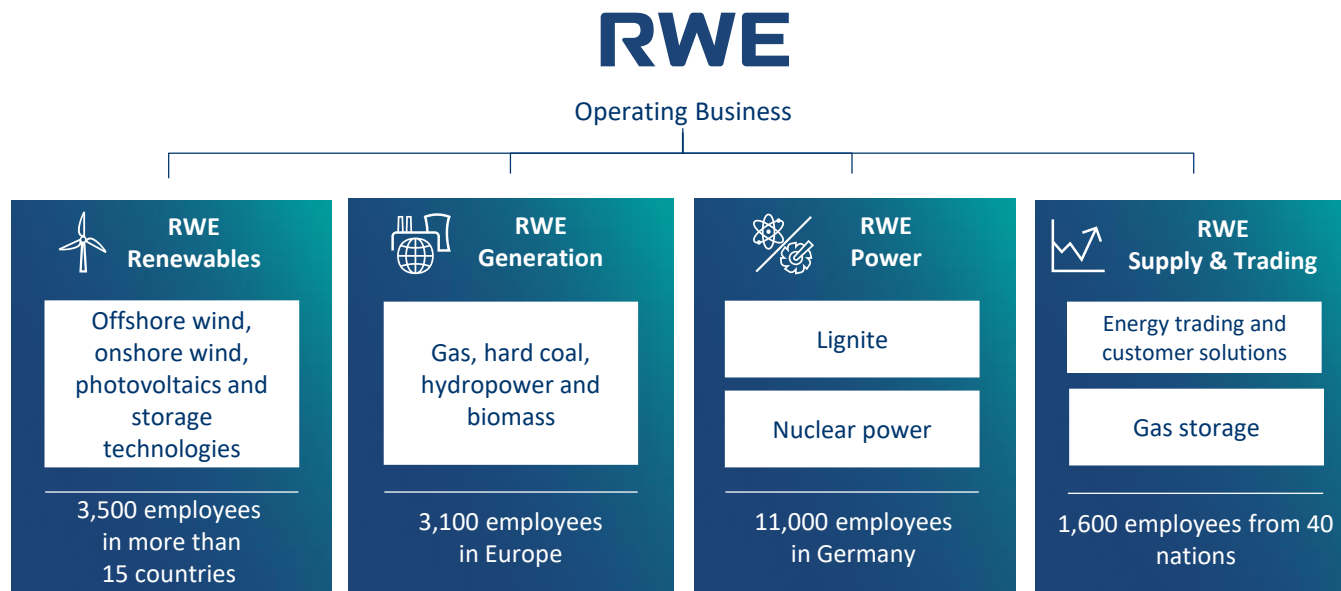 RWE
Operating Business
RWE
Renewables
Offshore wind,
onshore wind,
photovoltaics and
storage
technologies
3,500 employees
in more than
15 countries
RWE
Generation
Gas, hard coal,
hydropower and
biomass
3,100 employees
in Europe
RWE
Power
Lignite
Nuclear power
11,000 employees
in Germany
RWE
Supply & Trading
Energy trading and
customer solutions
Gas storage
1,600 employees from 40
nations